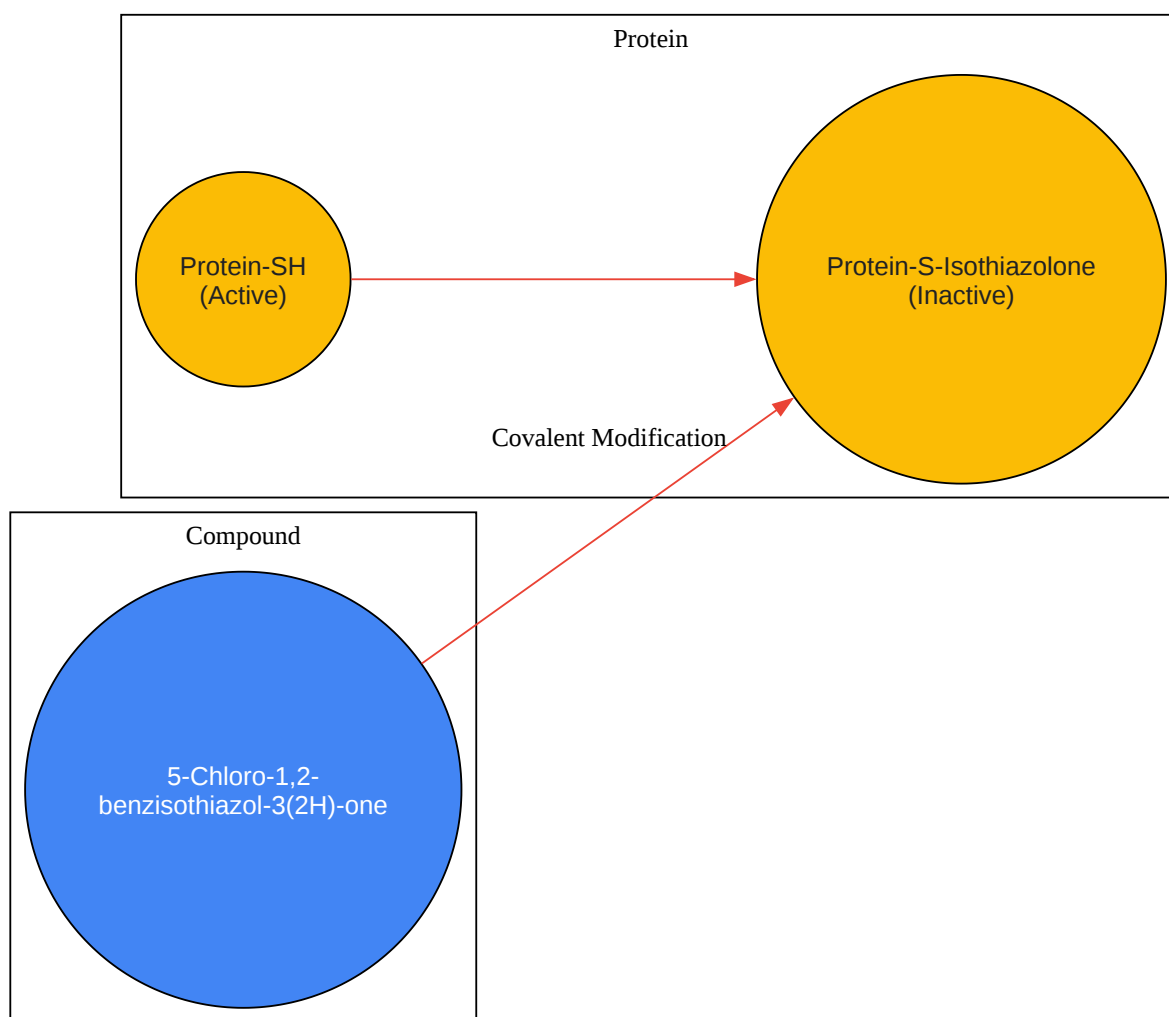 Protein
Protein-SH
(Active)
Protein-S-Isothiazolone
(Inactive)
Covalent Modification
Compound
5-Chloro-1,2-
benzisothiazol-3(2H)-one